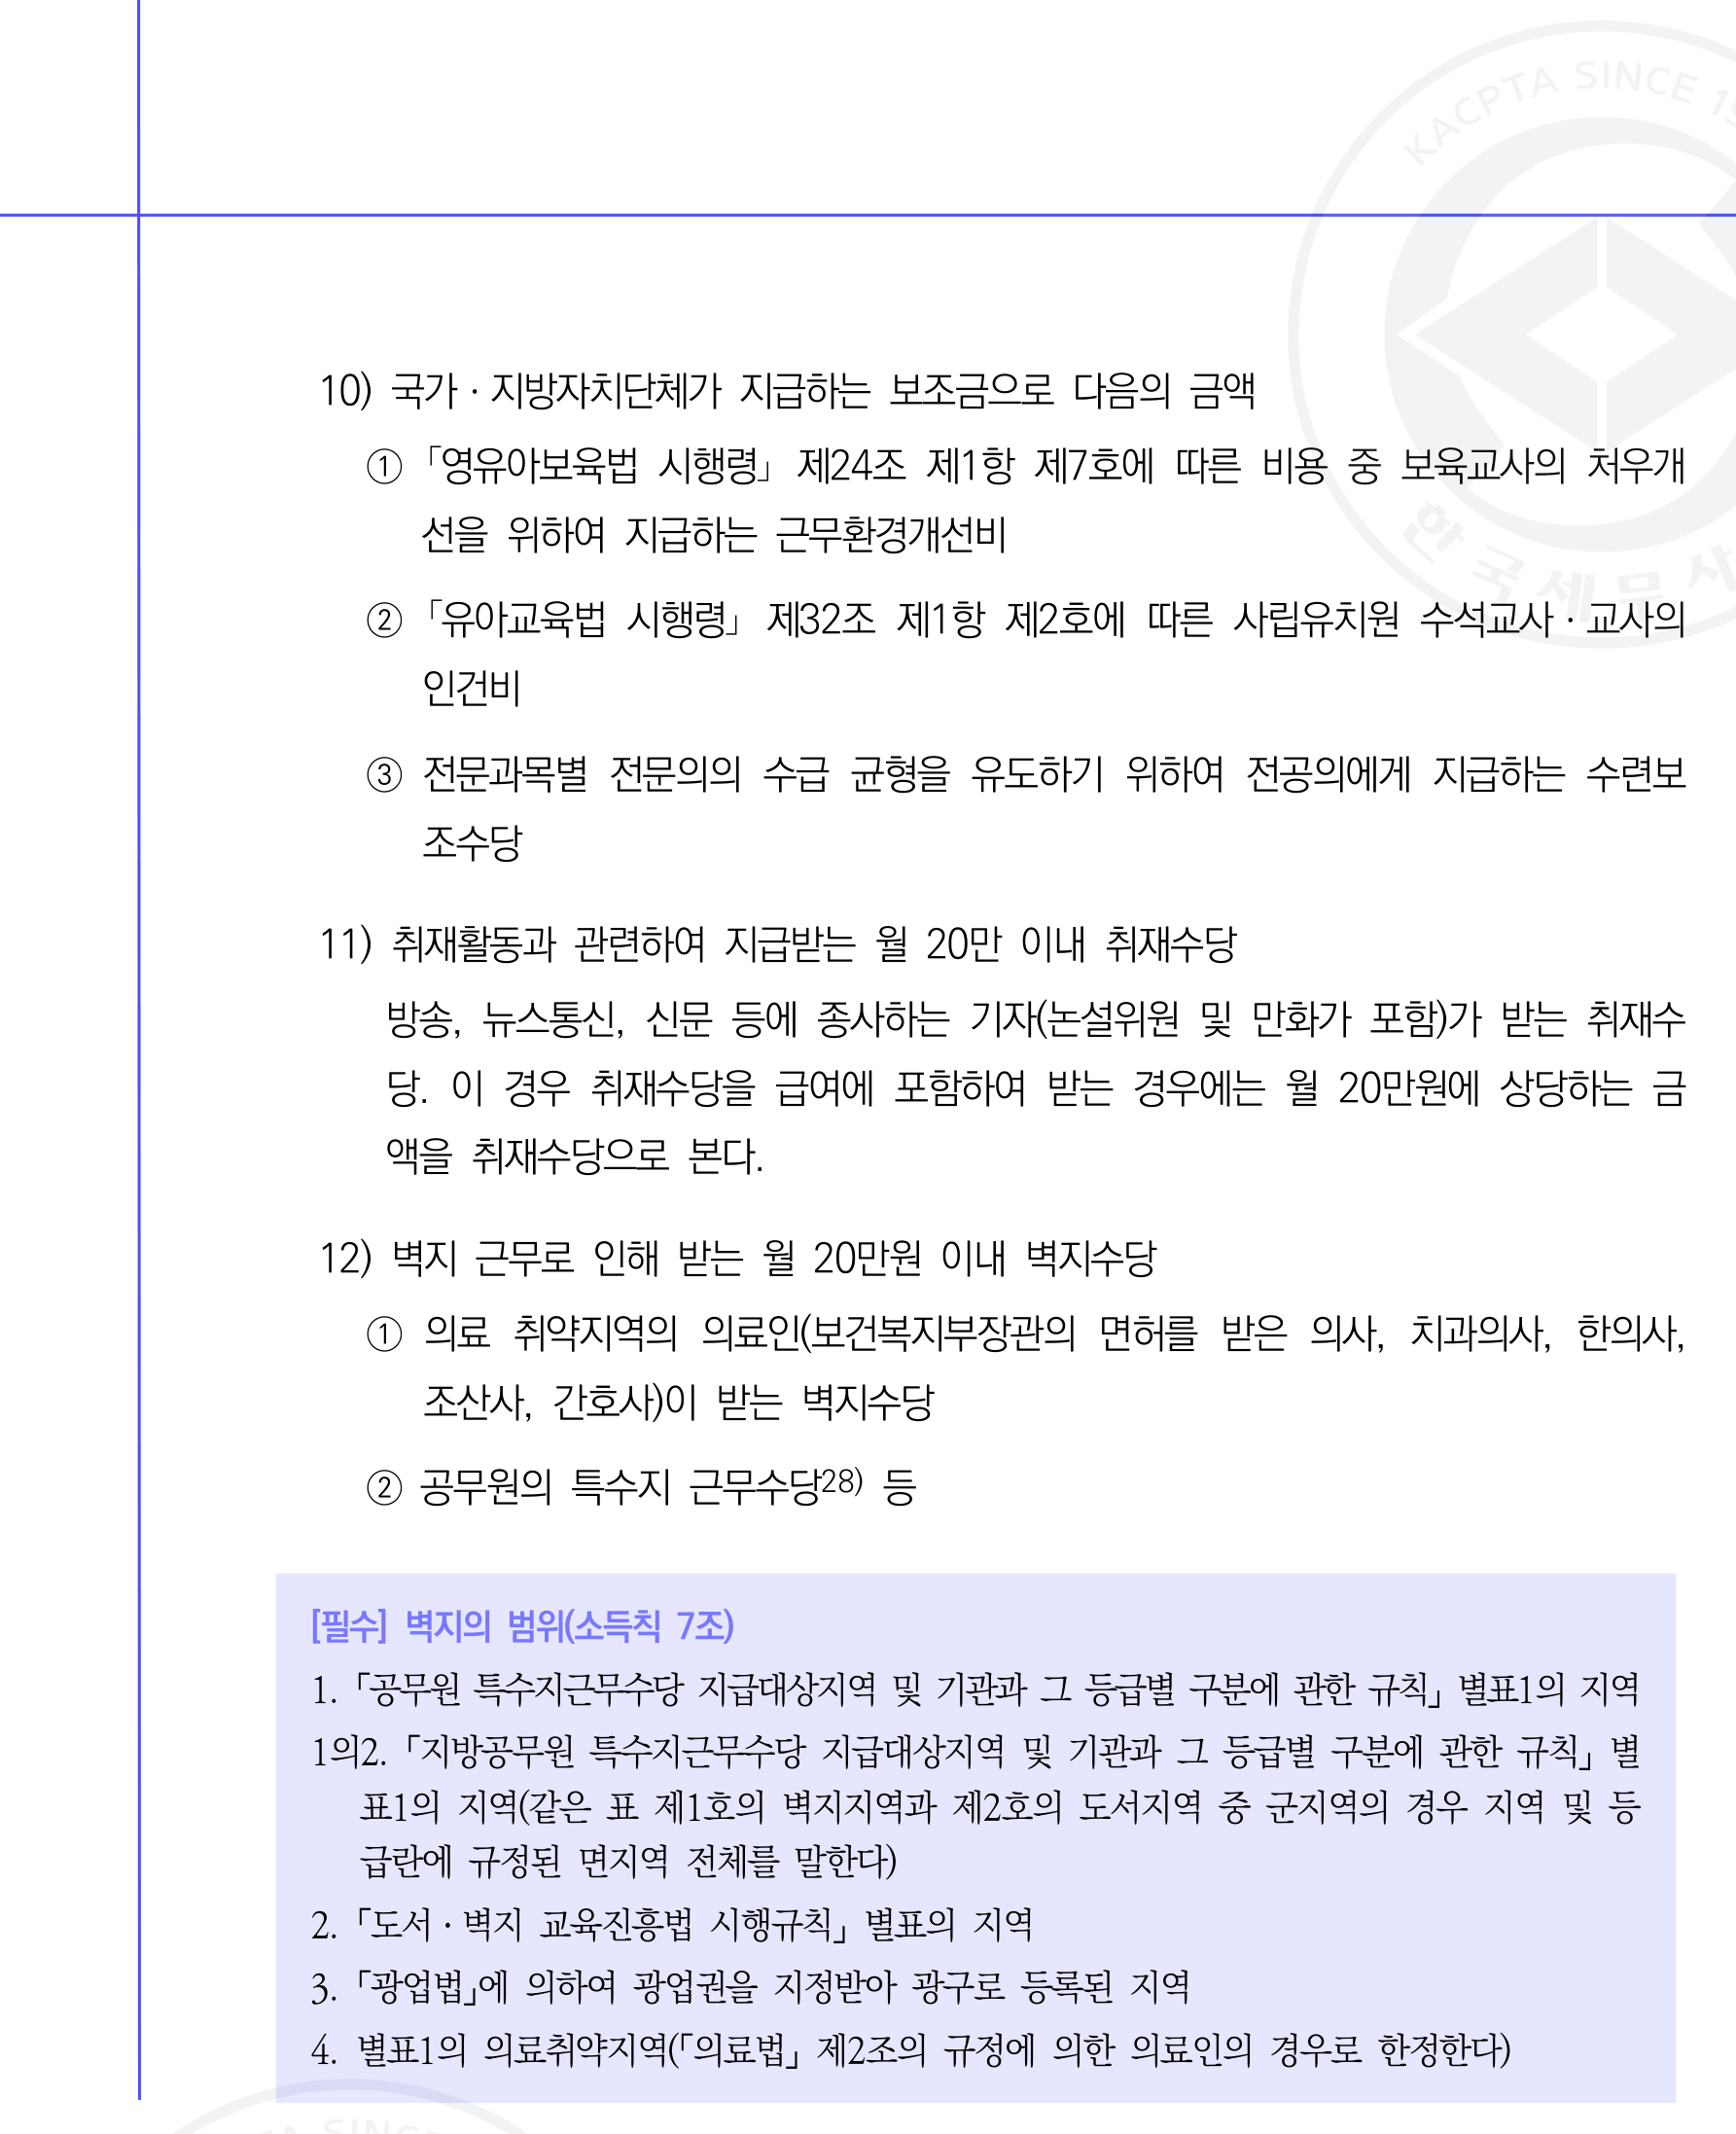 KACPTA SINCE
한국세무사
10) 국가 · 지방자치단체가 지급하는 보조금으로 다음의 금액
① 「영유아보육법 시행령」 제24조 제1항 제7호에 따른 비용 중 보육교사의 처우개
선을 위하여 지급하는 근무환경개선비
② 「유아교육법 시행령」 제32조 제1항 제2호에 따른 사립유치원 수석교사 · 교사의
인건비
③ 전문과목별 전문의의 수급 균형을 유도하기 위하여 전공의에게 지급하는 수련보
조수당
11) 취재활동과 관련하여 지급받는 월 20만 이내 취재수당
방송, 뉴스통신, 신문 등에 종사하는 기자(논설위원 및 만화가 포함)가 받는 취재수
당. 이 경우 취재수당을 급여에 포함하여 받는 경우에는 월 20만원에 상당하는 금
액을 취재수당으로 본다.
12) 벽지 근무로 인해 받는 월 20만원 이내 벽지수당
① 의료 취약지역의 의료인(보건복지부장관의 면허를 받은 의사, 치과의사, 한의사,
조산사, 간호사)이 받는 벽지수당
② 공무원의 특수지 근무수당28) 등
[필수] 벽지의 범위(소득칙 7조)
1. 「공무원 특수지근무수당 지급대상지역 및 기관과 그 등급별 구분에 관한 규칙」 별표1의 지역
1의2. 「지방공무원 특수지근무수당 지급대상지역 및 기관과 그 등급별 구분에 관한 규칙」 별
표1의 지역(같은 표 제1호의 벽지지역과 제2호의 도서지역 중 군지역의 경우 지역 및 등
급란에 규정된 면지역 전체를 말한다)
2. 「도서 · 벽지 교육진흥법 시행규칙」 별표의 지역
3. 「광업법」에 의하여 광업권을 지정받아 광구로 등록된 지역
4. 별표1의 의료취약지역(「의료법」 제2조의 규정에 의한 의료인의 경우로 한정한다)